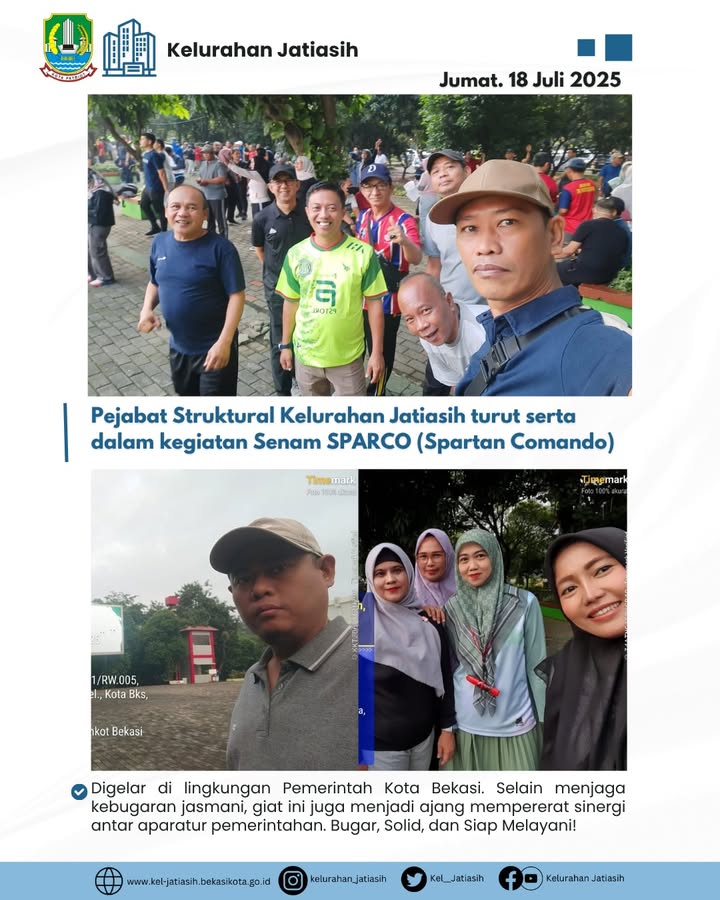 Kelurahan Jatiasih
KOTA PATRIOT
Jumat. 18 Juli 2025
Pejabat Struktural Kelurahan Jatiasih turut serta
dalam kegiatan Senam SPARCO (Spartan Comando)
Timemark
Foto 100% akurat
Timemark
Foto 100% akurat
1/RW.005,
el., Kota Bks,
nkot Bekasi
Digelar di lingkungan Pemerintah Kota Bekasi. Selain menjaga
kebugaran jasmani, giat ini juga menjadi ajang mempererat sinergi
antar aparatur pemerintahan. Bugar, Solid, dan Siap Melayani!
www.kel-jatiasih.bekasikota.go.id
kelurahan_jatiasih
Kel__Jatiasih
Kelurahan Jatiasih